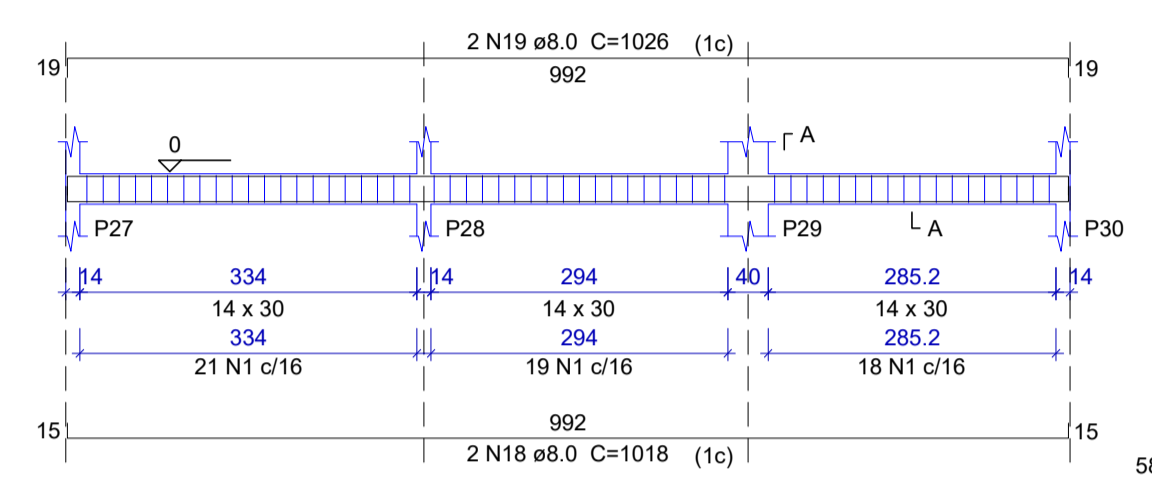 2 N19 ø8.0 C=1026 (1c)
19 992 19
0
A
P27 P28 P29 A P30
14 334 14 294 40 285.2 14
14 x 30 14 x 30 14 x 30
334 294 285.2
21 N1 c/16 19 N1 c/16 18 N1 c/16
15 992 15
2 N18 ø8.0 C=1018 (1c)